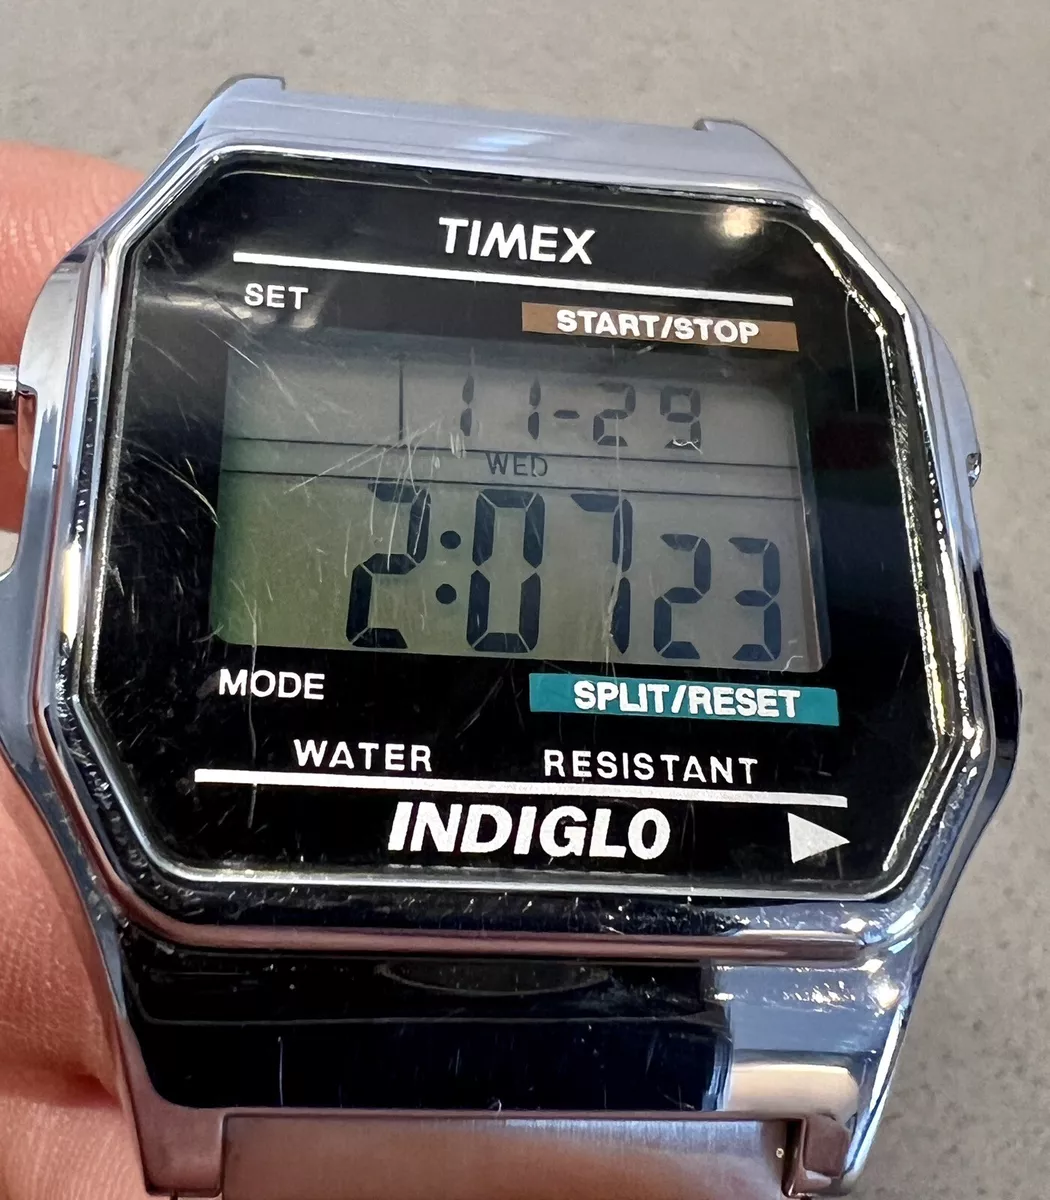 TIMEX
SET
START/STOP
11-29
WED
2:07 23
MODE
SPLIT/RESET
WATER RESISTANT
INDIGLO